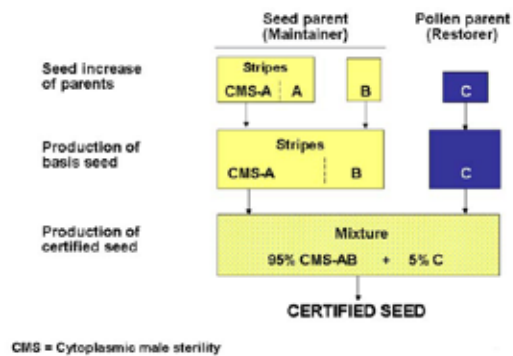 Seed parent
(Maintainer)
Pollen parent
(Restorer)
Seed increase
of parents
Stripes
CMS-A A
B
C
Production of
basis seed
Stripes
CMS-A B
C
Production of
certified seed
Mixture
95% CMS-AB + 5% C
CERTIFIED SEED
CMS = Cytoplasmic male sterility